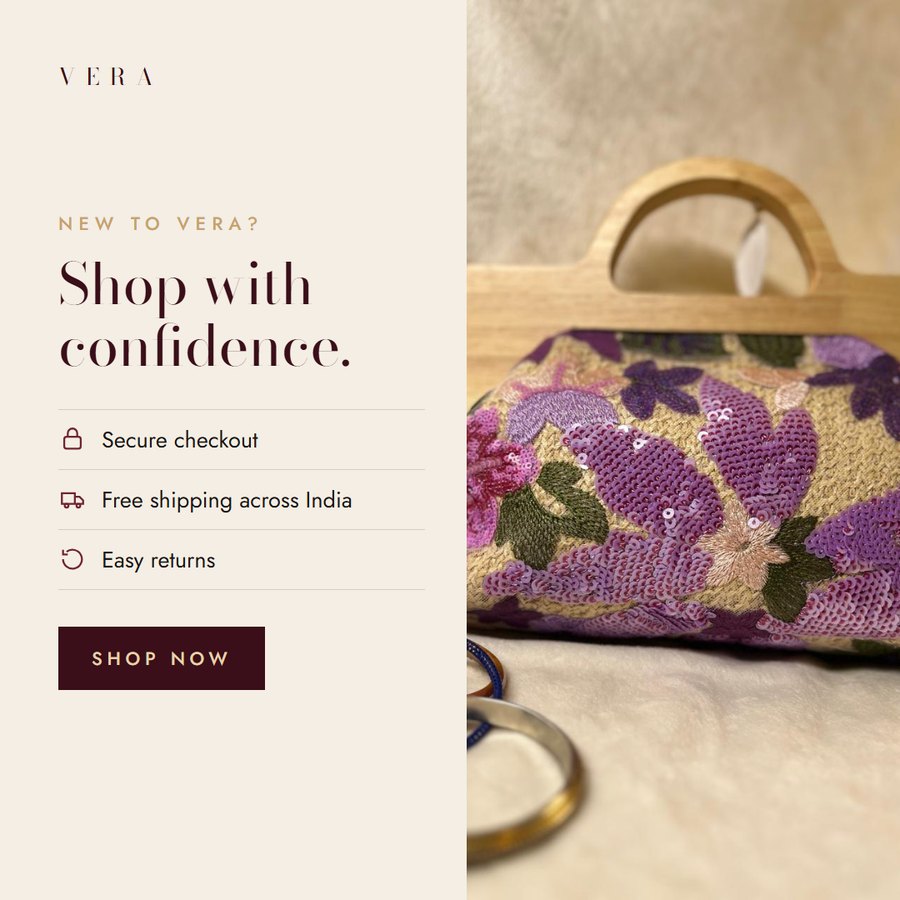 VERA
NEW TO VERA?
Shop with
confidence.
Secure checkout
Free shipping across India
Easy returns
SHOP NOW